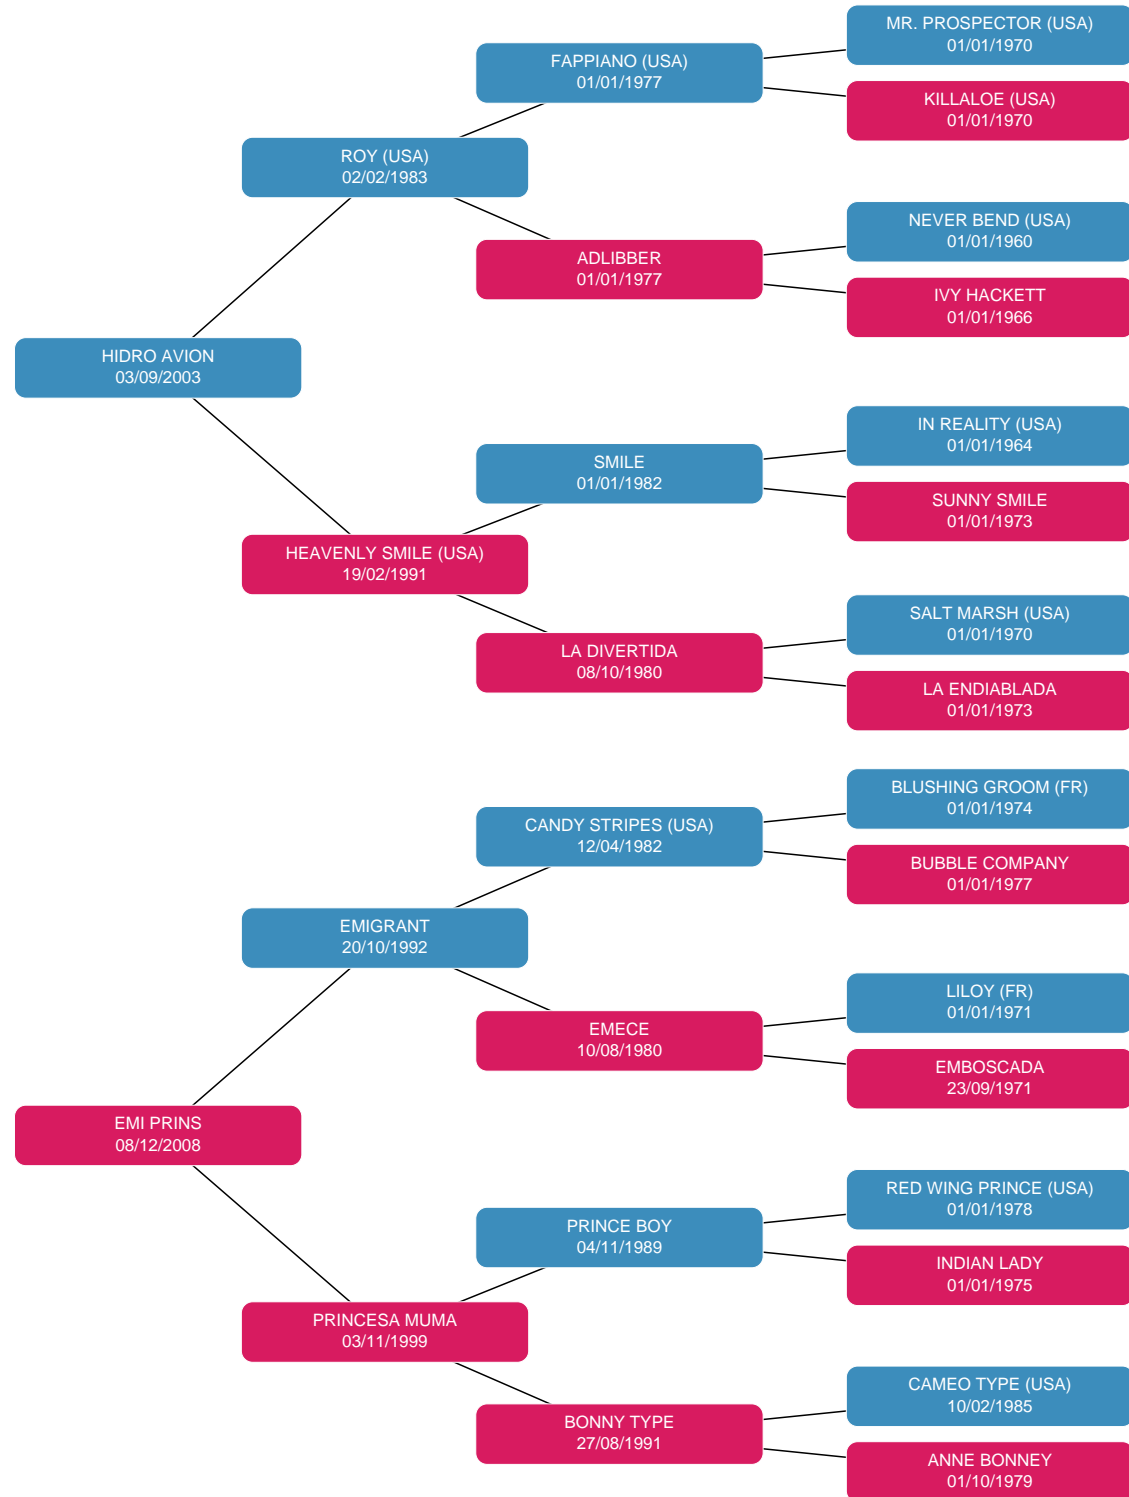 MR. PROSPECTOR (USA)
01/01/1970
FAPPIANO (USA)
01/01/1977
KILLALOE (USA)
01/01/1970
ROY (USA)
02/02/1983
NEVER BEND (USA)
01/01/1960
ADLIBBER
01/01/1977
IVY HACKETT
01/01/1966
HIDRO AVION
03/09/2003
IN REALITY (USA)
01/01/1964
SMILE
01/01/1982
SUNNY SMILE
01/01/1973
HEAVENLY SMILE (USA)
19/02/1991
SALT MARSH (USA)
01/01/1970
LA DIVERTIDA
08/10/1980
LA ENDIABLADA
01/01/1973
BLUSHING GROOM (FR)
01/01/1974
CANDY STRIPES (USA)
12/04/1982
BUBBLE COMPANY
01/01/1977
EMIGRANT
20/10/1992
LILOY (FR)
01/01/1971
EMECE
10/08/1980
EMBOSCADA
23/09/1971
EMI PRINS
08/12/2008
RED WING PRINCE (USA)
01/01/1978
PRINCE BOY
04/11/1989
INDIAN LADY
01/01/1975
PRINCESA MUMA
03/11/1999
CAMEO TYPE (USA)
10/02/1985
BONNY TYPE
27/08/1991
ANNE BONNEY
01/10/1979